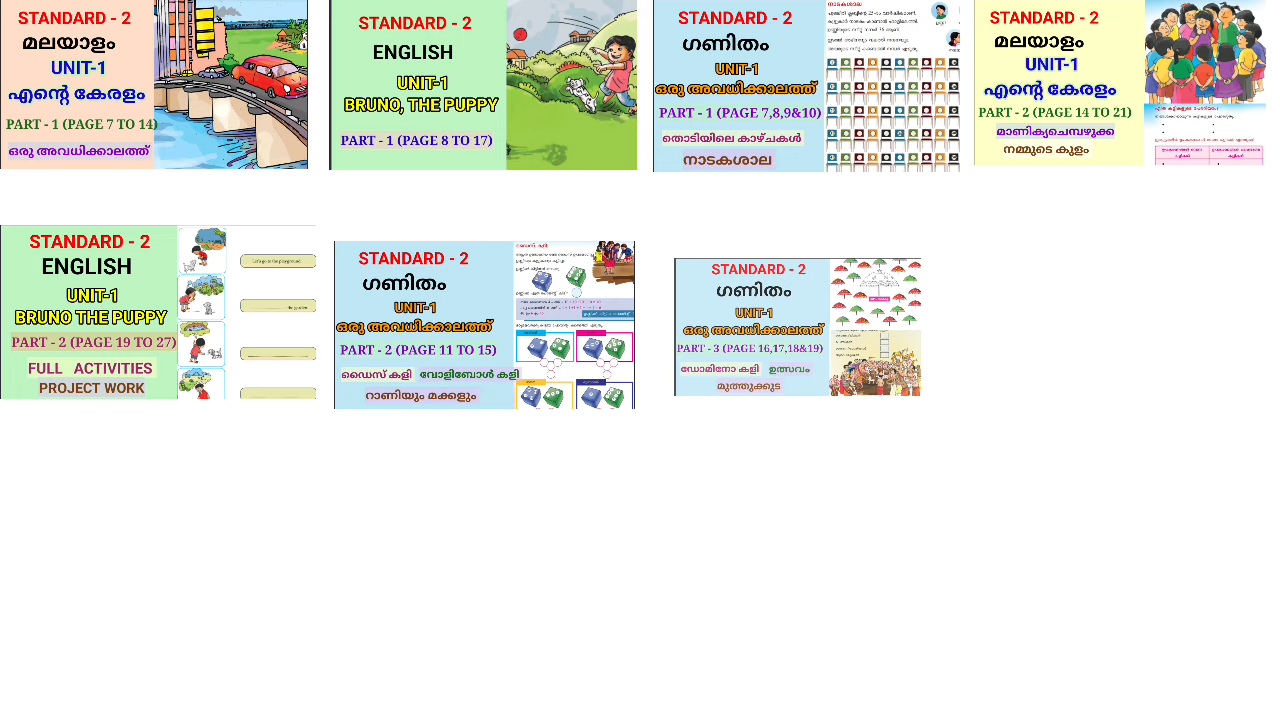 STANDARD - 2
മലയാളം
UNIT-1
എന്റെ കേരളം
PART - 1 (PAGE 7 TO 14)
ഒരു അവധിക്കാലത്ത്
STANDARD - 2
ENGLISH
UNIT-1
BRUNO, THE PUPPY
PART - 1 (PAGE 8 TO 17)
STANDARD - 2
ഗണിതം
UNIT-1
ഒരു അവധിക്കാലത്ത്
PART - 1 (PAGE 7,8,9&10)
തൊടിയിലെ കാഴ്ചകൾ
നാടകശാല
നാടകശാല
STANDARD - 2
മലയാളം
UNIT-1
എന്റെ കേരളം
PART - 2 (PAGE 14 TO 21)
മാണിക്യചെമ്പഴുക്ക
നമ്മുടെ കുളം
STANDARD - 2
ENGLISH
UNIT-1
BRUNO THE PUPPY
PART - 2 (PAGE 19 TO 27)
FULL ACTIVITIES
PROJECT WORK
Let's go to the playground.
STANDARD - 2
ഗണിതം
UNIT-1
ഒരു അവധിക്കാലത്ത്
PART - 2 (PAGE 11 TO 15)
ഡൈസ് കളി വോളിബോൾ കളി
റാണിയും മക്കളും
STANDARD - 2
ഗണിതം
UNIT-1
ഒരു അവധിക്കാലത്ത്
PART - 3 (PAGE 16,17,18&19)
ഡോമിനോ കളി ഉത്സവം
മുത്തുക്കുട